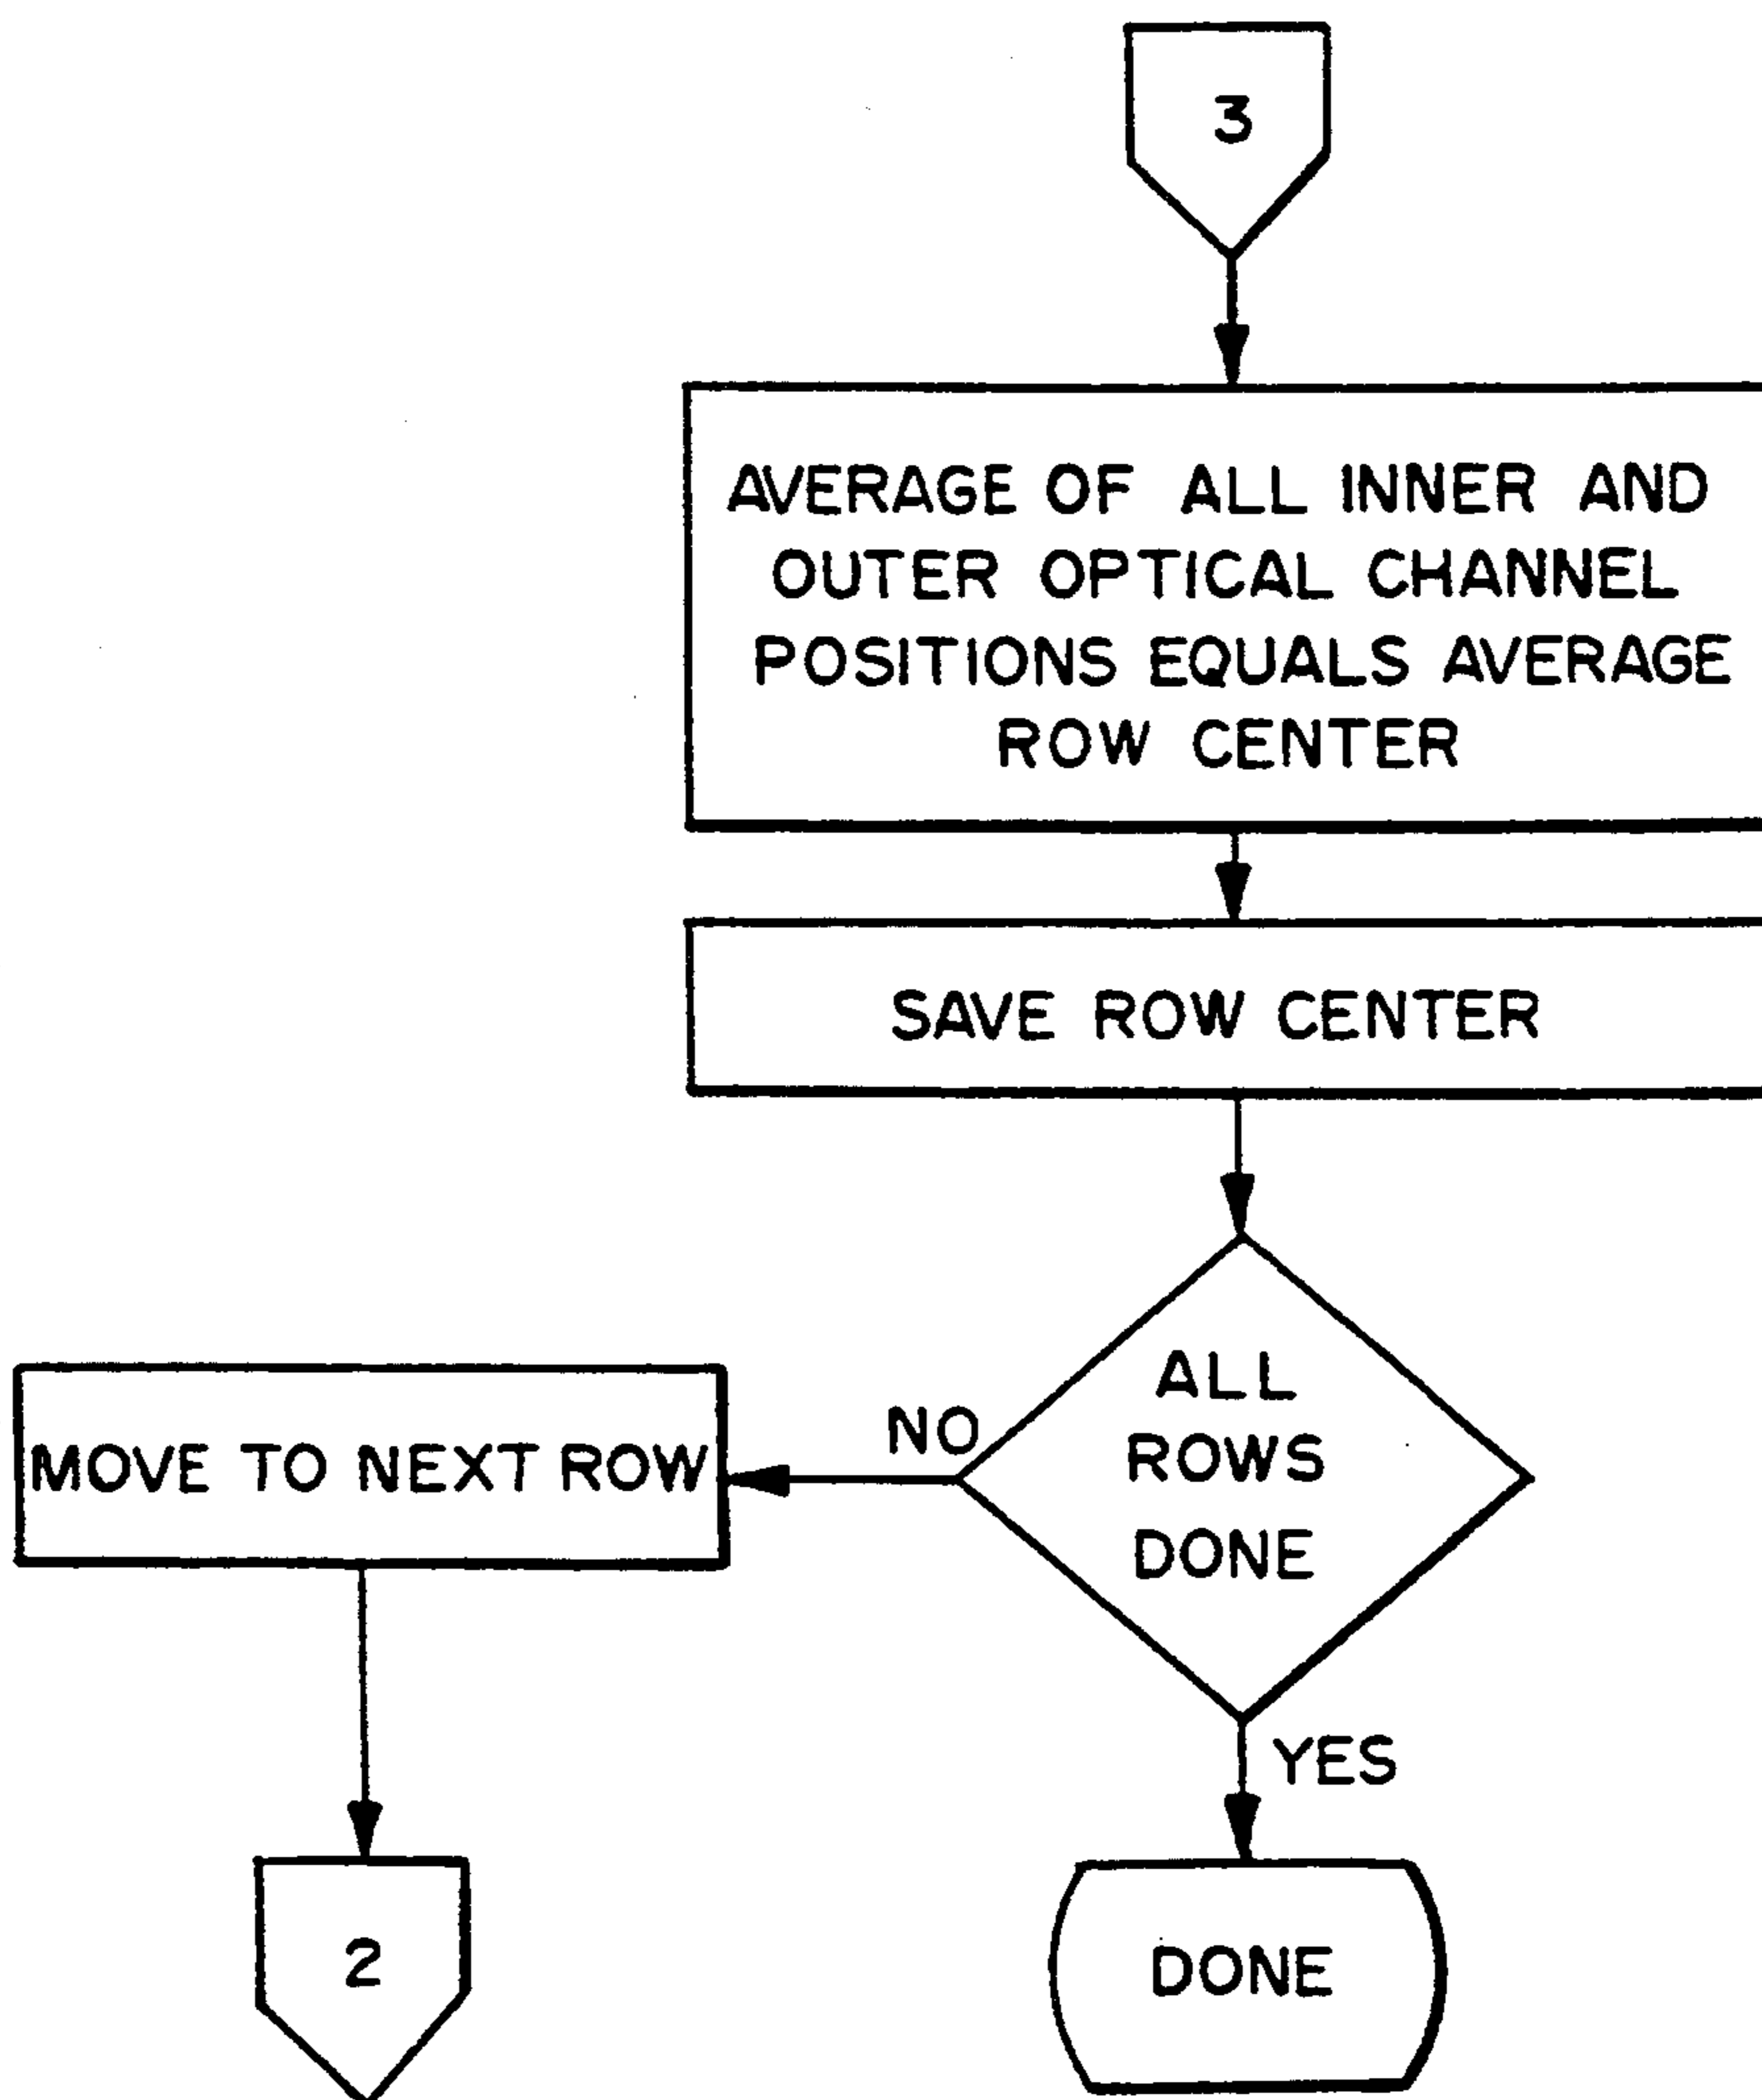 3
AVERAGE OF ALL INNER AND
OUTER OPTICAL CHANNEL
POSITIONS EQUALS AVERAGE
ROW CENTER
SAVE ROW CENTER
ALL
ROWS
DONE
NO
MOVE TO NEXT ROW
YES
2
DONE